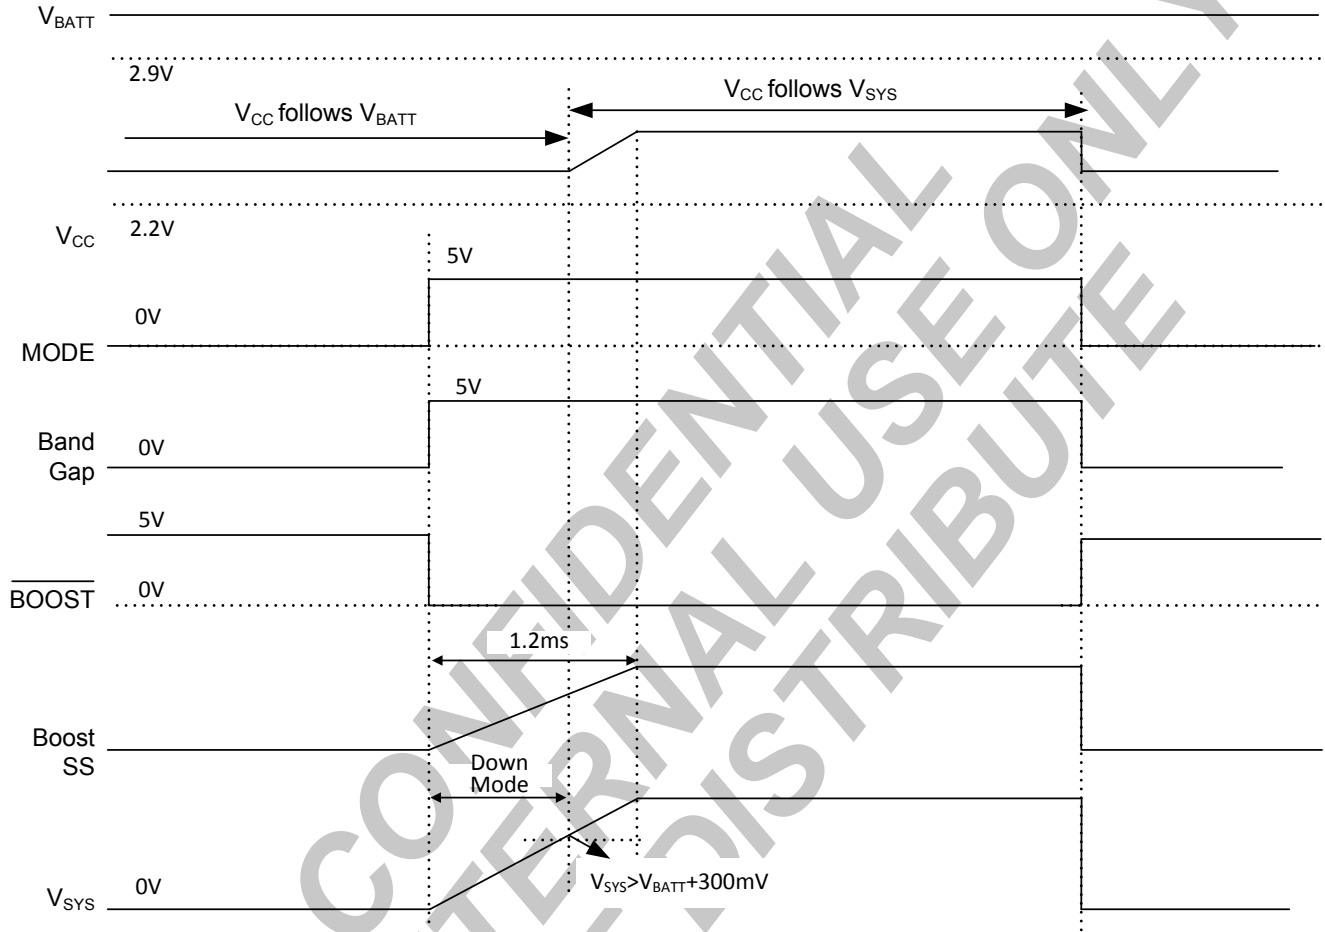 VBATT
2.9V
VCC follows VBATT
VCC follows VSYS
VCC
2.2V
5V
0V
MODE
5V
Band
Gap
0V
5V
BOOST
0V
1.2ms
Boost
SS
Down
Mode
VSYS
0V
VSYS>VBATT+300mV
CONFIDENTIAL
INTERNAL USE ONLY
DISTRIBUTE